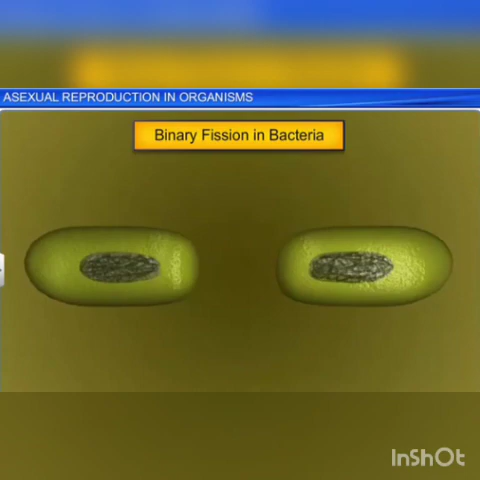 ASEXUAL REPRODUCTION IN ORGANISMS
Binary Fission in Bacteria
InShOt